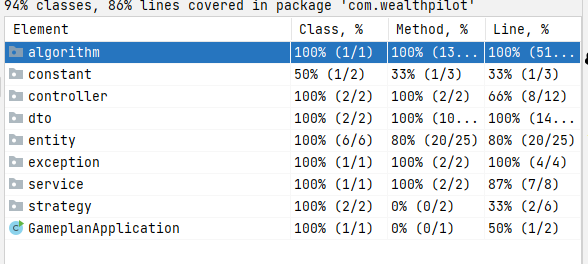 94% classes, 86% lines covered in package 'com.wealthpilot'
Element Class, % Method, % Line, %
algorithm 100% (1/1) 100% (13... 100% (51...
constant 50% (1/2) 33% (1/3) 33% (1/3)
controller 100% (2/2) 100% (2/2) 66% (8/12)
dto 100% (2/2) 100% (10... 100% (14...
entity 100% (6/6) 80% (20/25) 80% (20/25)
exception 100% (1/1) 100% (2/2) 100% (4/4)
service 100% (1/1) 100% (2/2) 87% (7/8)
strategy 100% (2/2) 0% (0/2) 33% (2/6)
GameplanApplication 100% (1/1) 0% (0/1) 50% (1/2)